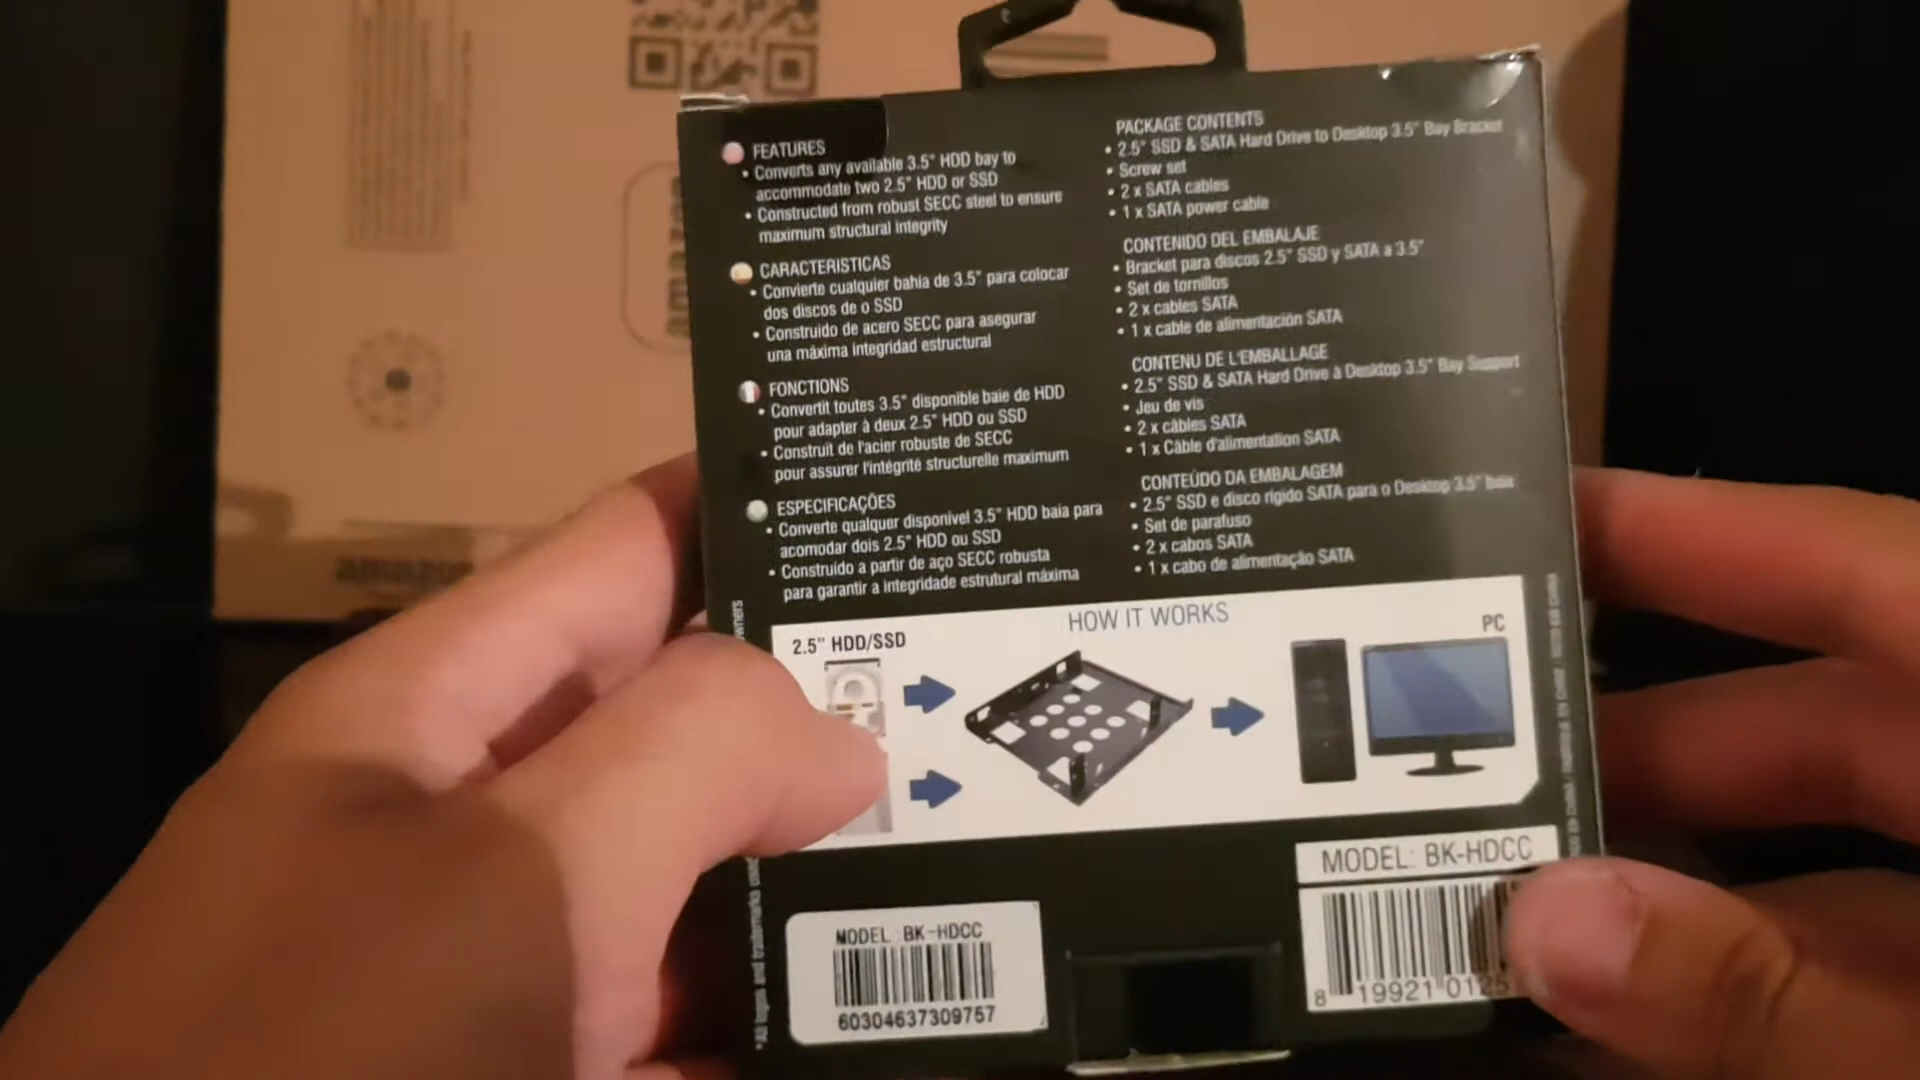 FEATURES
• Converts any available 3.5" HDD bay to
accommodate two 2.5" HDD or SSD
• Constructed from robust SECC steel to ensure
maximum structural integrity
CARACTERISTICAS
• Convierte cualquier bahia de 3.5" para colocar
dos discos de o SSD
• Construido de acero SECC para asegurar
una máxima integridad estructural
FONCTIONS
• Convertit toutes 3.5" disponible baie de HDD
pour adapter à deux 2.5" HDD ou SSD
• Construit de l'acier robuste de SECC
pour assurer l'intégrité structurelle maximum
ESPECIFICAÇÕES
• Converte qualquer disponivel 3.5" HDD baia para
acomodar dois 2.5" HDD ou SSD
• Construído a partir de aço SECC robusta
para garantir a integridade estrutural máxima
PACKAGE CONTENTS
• 2.5" SSD & SATA Hard Drive to Desktop 3.5" Bay Bracket
• Screw set
• 2 x SATA cables
• 1 x SATA power cable
CONTENIDO DEL EMBALAJE
• Bracket para discos 2.5" SSD y SATA a 3.5"
• Set de tornillos
• 2 x cables SATA
• 1 x cable de alimentación SATA
CONTENU DE L'EMBALLAGE
• 2.5" SSD & SATA Hard Drive à Desktop 3.5" Bay Support
• Jeu de vis
• 2 x câbles SATA
• 1 x Câble d'alimentation SATA
CONTEÚDO DA EMBALAGEM
• 2.5" SSD e disco rígido SATA para o Desktop 3.5" baia
• Set de parafuso
• 2 x cabos SATA
• 1 x cabo de alimentação SATA
HOW IT WORKS
2.5" HDD/SSD
PC
MODEL: BK-HDCC
MODEL: BK-HDCC
60304637309757
8 19921 0125
*All logos and trademarks
amazon